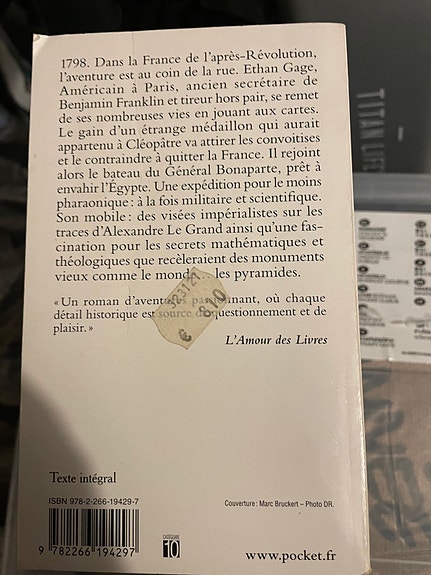 1798. Dans la France de l'après-Révolution,
l'aventure est au coin de la rue. Ethan Gage,
Américain à Paris, ancien secrétaire de
Benjamin Franklin et tireur hors pair, se remet
de ses nombreuses vies en jouant aux cartes.
Le gain d'un étrange médaillon qui aurait
appartenu à Cléopâtre va attirer les convoitises
et le contraindre à quitter la France. Il rejoint
alors le bateau du Général Bonaparte, prêt à
envahir l'Égypte. Une expédition pour le moins
pharaonique : à la fois militaire et scientifique.
Son mobile : des visées impérialistes sur les
traces d'Alexandre Le Grand ainsi qu'une fas-
cination pour les secrets mathématiques et
théologiques que recèleraient des monuments
vieux comme le les pyramides.
« Un roman d'aventures passionnant, où chaque
détail historique est source de questionnement et de
plaisir. »
L'Amour des Livres
Texte intégral
ISBN 978-2-266-19429-7
Couverture : Marc Bruckert – Photo DR.
9 782266 194297
CATÉGORIE
10
www.pocket.fr
TITAN